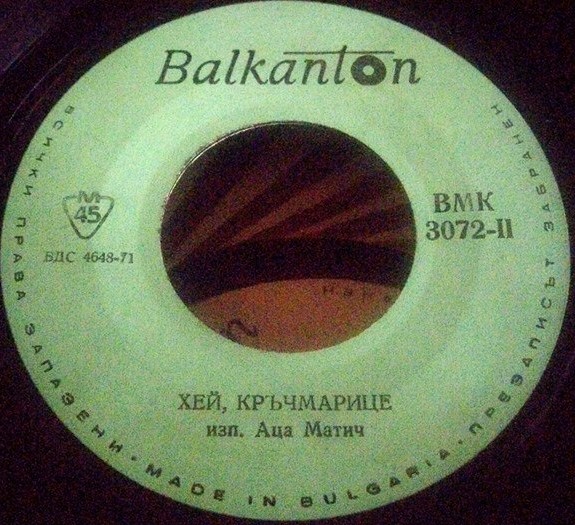 Balkanton
М
45
БДС 4648-71
ВМК
3072-II
ХЕЙ, КРЪЧМАРИЦЕ
изп. Аца Матич
ВСИЧКИ ПРАВА ЗАПАЗЕНИ · MADE IN BULGARIA · ПРЕЗАПИСЪТ ЗАБРАНЕН